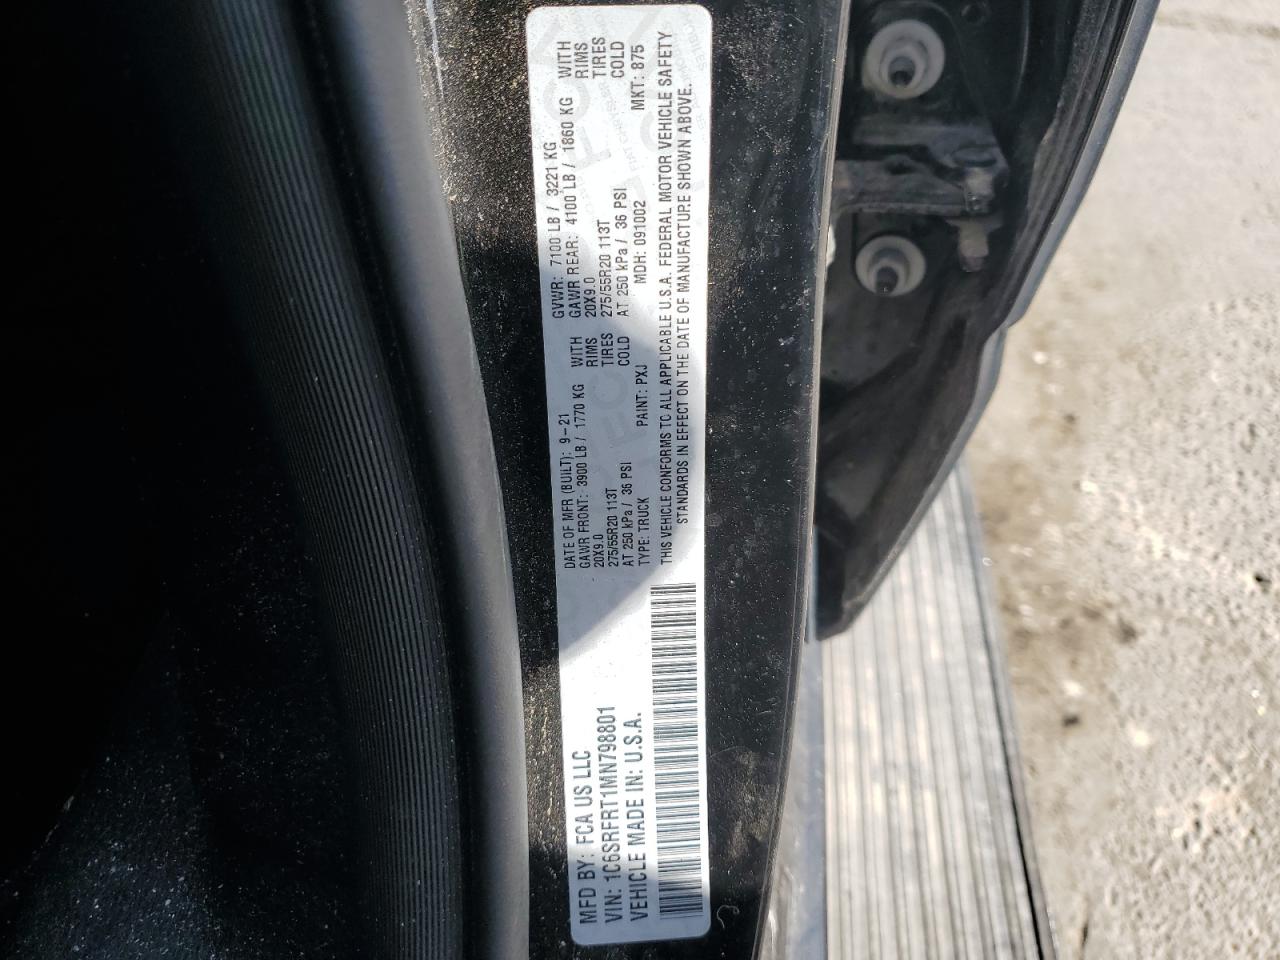 MFD BY: FCA US LLC
VIN: 1C6SRFRT1MN798801
VEHICLE MADE IN: U.S.A.
DATE OF MFR (BUILT): 9-21 GVWR: 7100 LB / 3221 KG
GAWR FRONT: 3900 LB / 1770 KG WITH GAWR REAR: 4100 LB / 1860 KG WITH
20X9.0 RIMS 20X9.0 RIMS
275/55R20 113T TIRES 275/55R20 113T TIRES
AT 250 kPa / 36 PSI COLD AT 250 kPa / 36 PSI COLD
TYPE: TRUCK PAINT: PXJ MDH: 091002 MKT: 875
THIS VEHICLE CONFORMS TO ALL APPLICABLE U.S.A. FEDERAL MOTOR VEHICLE SAFETY
STANDARDS IN EFFECT ON THE DATE OF MANUFACTURE SHOWN ABOVE.